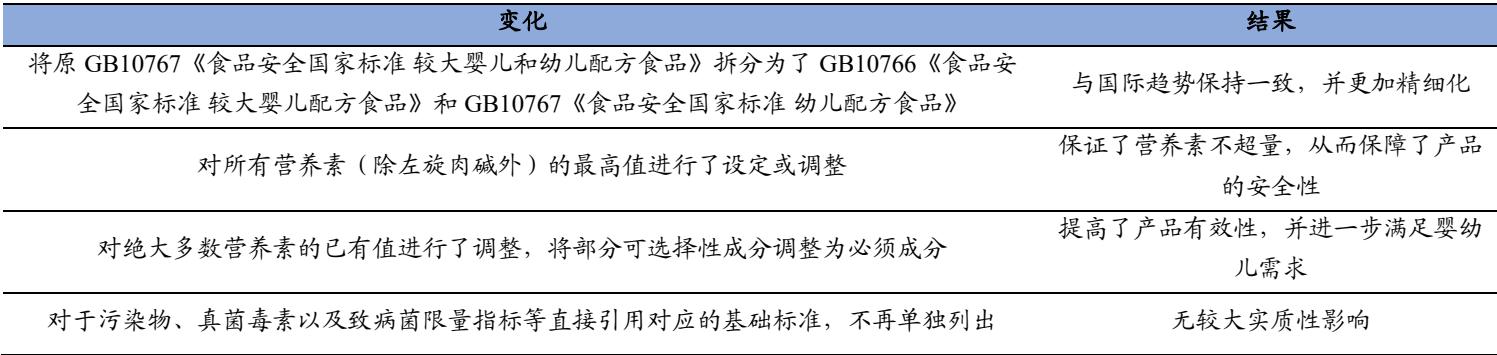 变化 结果
将原 GB10767《食品安全国家标准 较大婴儿和幼儿配方食品》拆分为了 GB10766《食品安
全国家标准 较大婴儿配方食品》和 GB10767《食品安全国家标准 幼儿配方食品》
与国际趋势保持一致，并更加精细化
对所有营养素（除左旋肉碱外）的最高值进行了设定或调整
保证了营养素不超量，从而保障了产品
的安全性
对绝大多数营养素的已有值进行了调整，将部分可选择性成分调整为必须成分
提高了产品有效性，并进一步满足婴幼
儿需求
对于污染物、真菌毒素以及致病菌限量指标等直接引用对应的基础标准，不再单独列出
无较大实质性影响